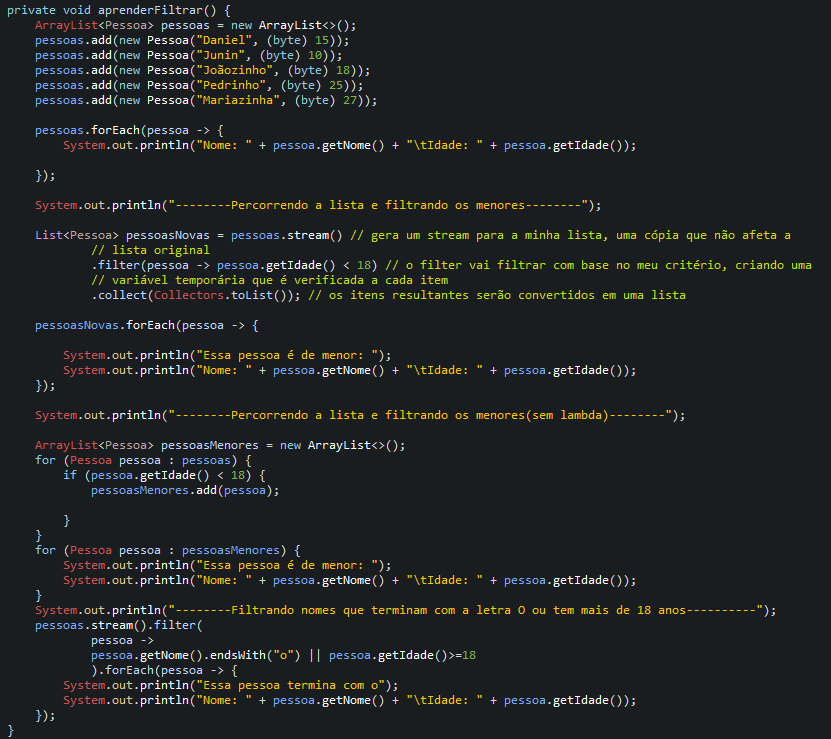 private void aprenderFiltrar() {
    ArrayList<Pessoa> pessoas = new ArrayList<>();
    pessoas.add(new Pessoa("Daniel", (byte) 15));
    pessoas.add(new Pessoa("Junin", (byte) 10));
    pessoas.add(new Pessoa("Joãozinho", (byte) 18));
    pessoas.add(new Pessoa("Pedrinho", (byte) 25));
    pessoas.add(new Pessoa("Mariazinha", (byte) 27));

    pessoas.forEach(pessoa -> {
        System.out.println("Nome: " + pessoa.getNome() + "\tIdade: " + pessoa.getIdade());

    });

    System.out.println("--------Percorrendo a lista e filtrando os menores--------");

    List<Pessoa> pessoasNovas = pessoas.stream() // gera um stream para a minha lista, uma cópia que não afeta a
            // lista original
            .filter(pessoa -> pessoa.getIdade() < 18) // o filter vai filtrar com base no meu critério, criando uma
            // variável temporária que é verificada a cada item
            .collect(Collectors.toList()); // os itens resultantes serão convertidos em uma lista

    pessoasNovas.forEach(pessoa -> {

        System.out.println("Essa pessoa é de menor: ");
        System.out.println("Nome: " + pessoa.getNome() + "\tIdade: " + pessoa.getIdade());
    });

    System.out.println("--------Percorrendo a lista e filtrando os menores(sem lambda)--------");

    ArrayList<Pessoa> pessoasMenores = new ArrayList<>();
    for (Pessoa pessoa : pessoas) {
        if (pessoa.getIdade() < 18) {
            pessoasMenores.add(pessoa);

        }
    }
    for (Pessoa pessoa : pessoasMenores) {
        System.out.println("Essa pessoa é de menor: ");
        System.out.println("Nome: " + pessoa.getNome() + "\tIdade: " + pessoa.getIdade());
    }
    System.out.println("--------Filtrando nomes que terminam com a letra O ou tem mais de 18 anos----------");
    pessoas.stream().filter(
            pessoa ->
            pessoa.getNome().endsWith("o") || pessoa.getIdade()>=18
            ).forEach(pessoa -> {
        System.out.println("Essa pessoa termina com o");
        System.out.println("Nome: " + pessoa.getNome() + "\tIdade: " + pessoa.getIdade());
    });
}